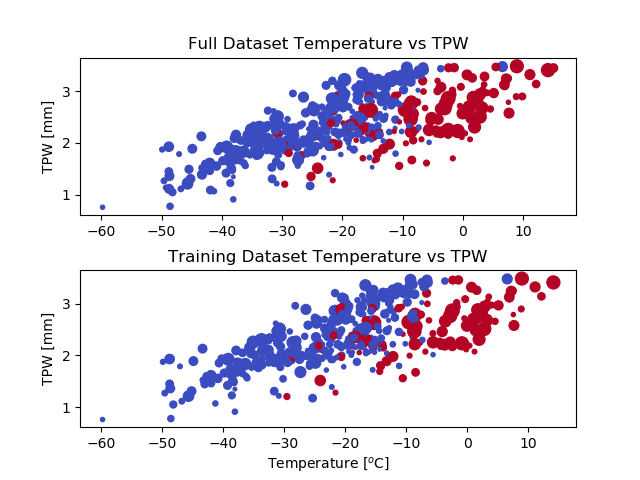 Full Dataset Temperature vs TPW
TPW [mm]
3
2
1
−60 −50 −40 −30 −20 −10 0 10
Training Dataset Temperature vs TPW
TPW [mm]
3
2
1
−60 −50 −40 −30 −20 −10 0 10
Temperature [°C]